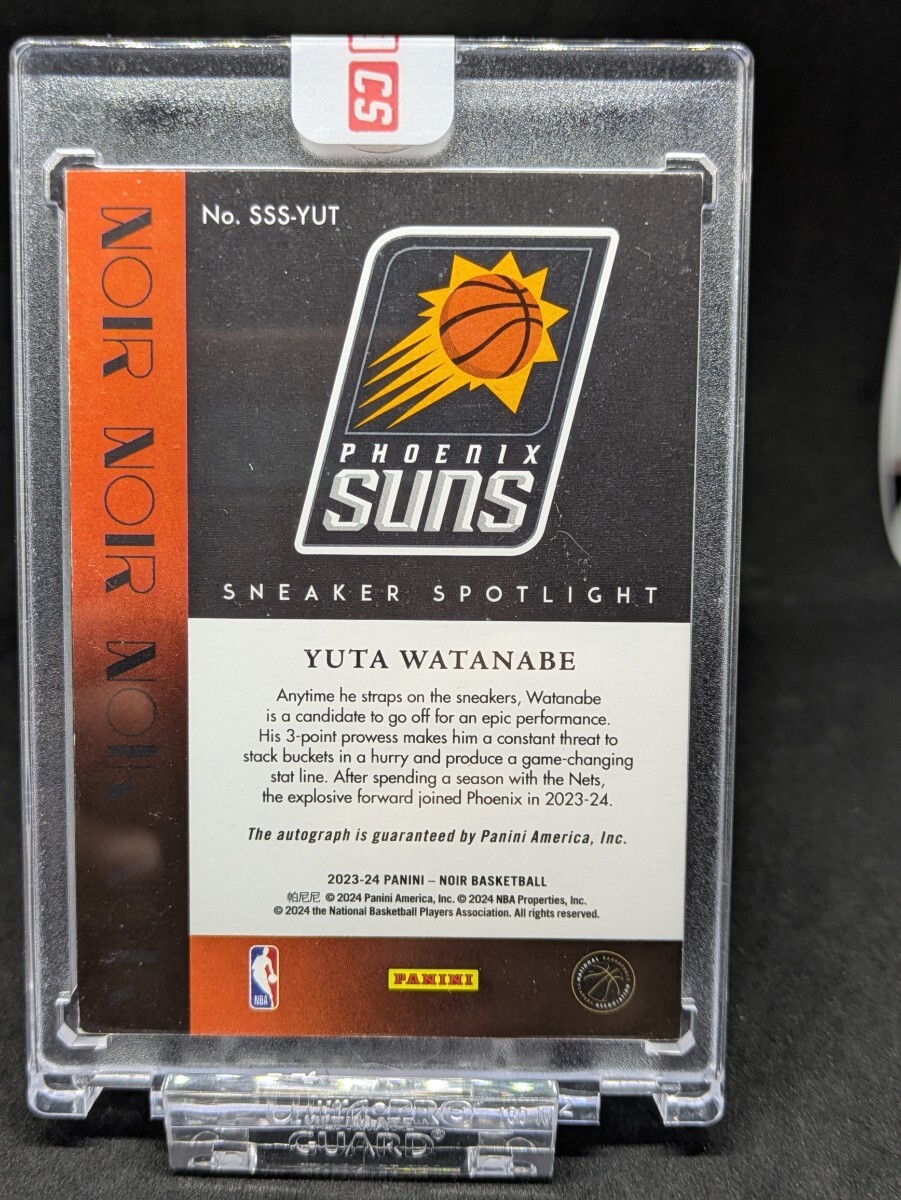 CS
No. SSS-YUT
NOIR NOIR NOIR
PHOENIX
SUNS
SNEAKER SPOTLIGHT
YUTA WATANABE
Anytime he straps on the sneakers, Watanabe
is a candidate to go off for an epic performance.
His 3-point prowess makes him a constant threat to
stack buckets in a hurry and produce a game-changing
stat line. After spending a season with the Nets,
the explosive forward joined Phoenix in 2023-24.
The autograph is guaranteed by Panini America, Inc.
2023-24 PANINI – NOIR BASKETBALL
帕尼尼 © 2024 Panini America, Inc. © 2024 NBA Properties, Inc.
© 2024 the National Basketball Players Association. All rights reserved.
NBA
PANINI
NATIONAL BASKETBALL
ASSOCIATION
GUARD®